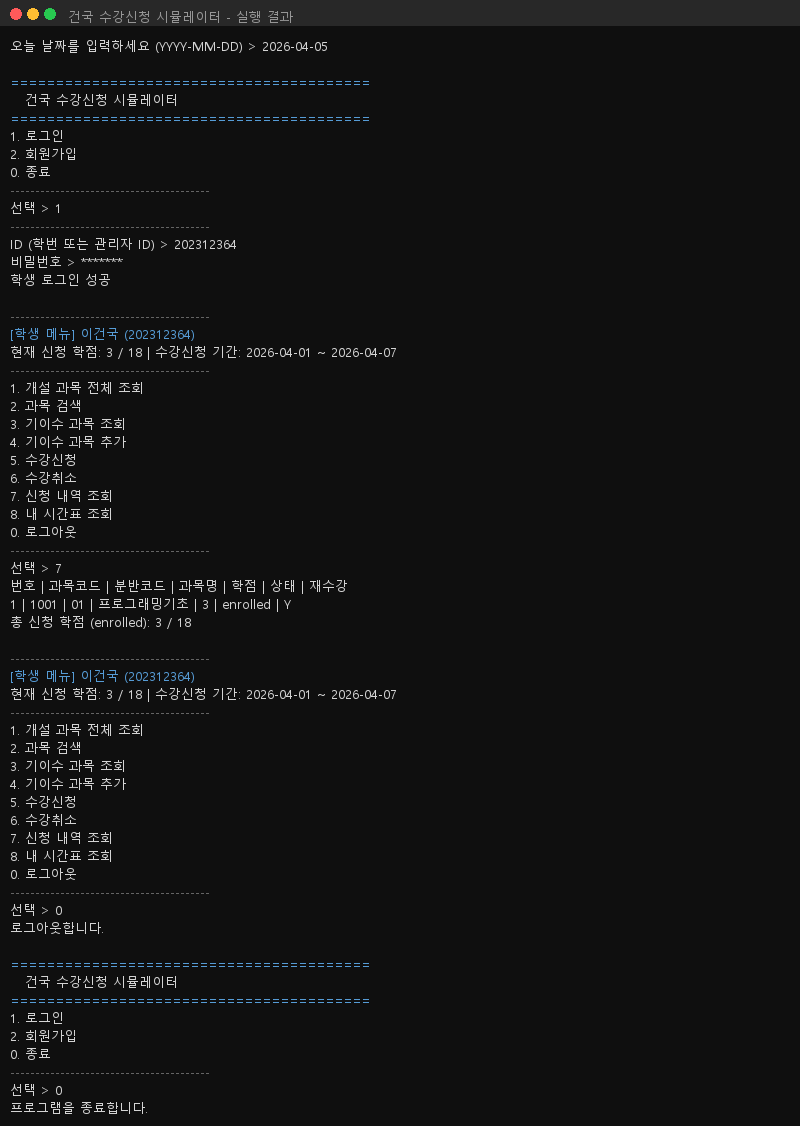 건국 수강신청 시뮬레이터 - 실행 결과
오늘 날짜를 입력하세요 (YYYY-MM-DD) > 2026-04-05
========================================
건국 수강신청 시뮬레이터
========================================
1. 로그인
2. 회원가입
0. 종료
----------------------------------------
선택 > 1
----------------------------------------
ID (학번 또는 관리자 ID) > 202312364
비밀번호 > *******
학생 로그인 성공
----------------------------------------
[학생 메뉴] 이건국 (202312364)
현재 신청 학점: 3 / 18 | 수강신청 기간: 2026-04-01 ~ 2026-04-07
----------------------------------------
1. 개설 과목 전체 조회
2. 과목 검색
3. 기이수 과목 조회
4. 기이수 과목 추가
5. 수강신청
6. 수강취소
7. 신청 내역 조회
8. 내 시간표 조회
0. 로그아웃
----------------------------------------
선택 > 7
번호 | 과목코드 | 분반코드 | 과목명 | 학점 | 상태 | 재수강
1 | 1001 | 01 | 프로그래밍기초 | 3 | enrolled | Y
총 신청 학점 (enrolled): 3 / 18
----------------------------------------
[학생 메뉴] 이건국 (202312364)
현재 신청 학점: 3 / 18 | 수강신청 기간: 2026-04-01 ~ 2026-04-07
----------------------------------------
1. 개설 과목 전체 조회
2. 과목 검색
3. 기이수 과목 조회
4. 기이수 과목 추가
5. 수강신청
6. 수강취소
7. 신청 내역 조회
8. 내 시간표 조회
0. 로그아웃
----------------------------------------
선택 > 0
로그아웃합니다.
========================================
건국 수강신청 시뮬레이터
========================================
1. 로그인
2. 회원가입
0. 종료
----------------------------------------
선택 > 0
프로그램을 종료합니다.